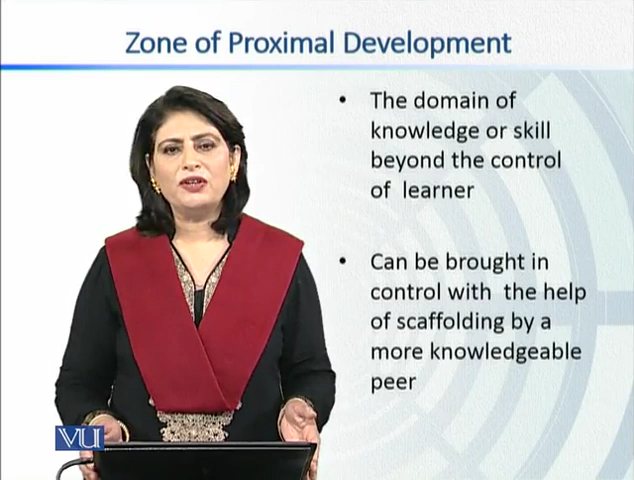 Zone of Proximal Development
• The domain of
knowledge or skill
beyond the control
of learner
• Can be brought in
control with the help
of scaffolding by a
more knowledgeable
peer
VU